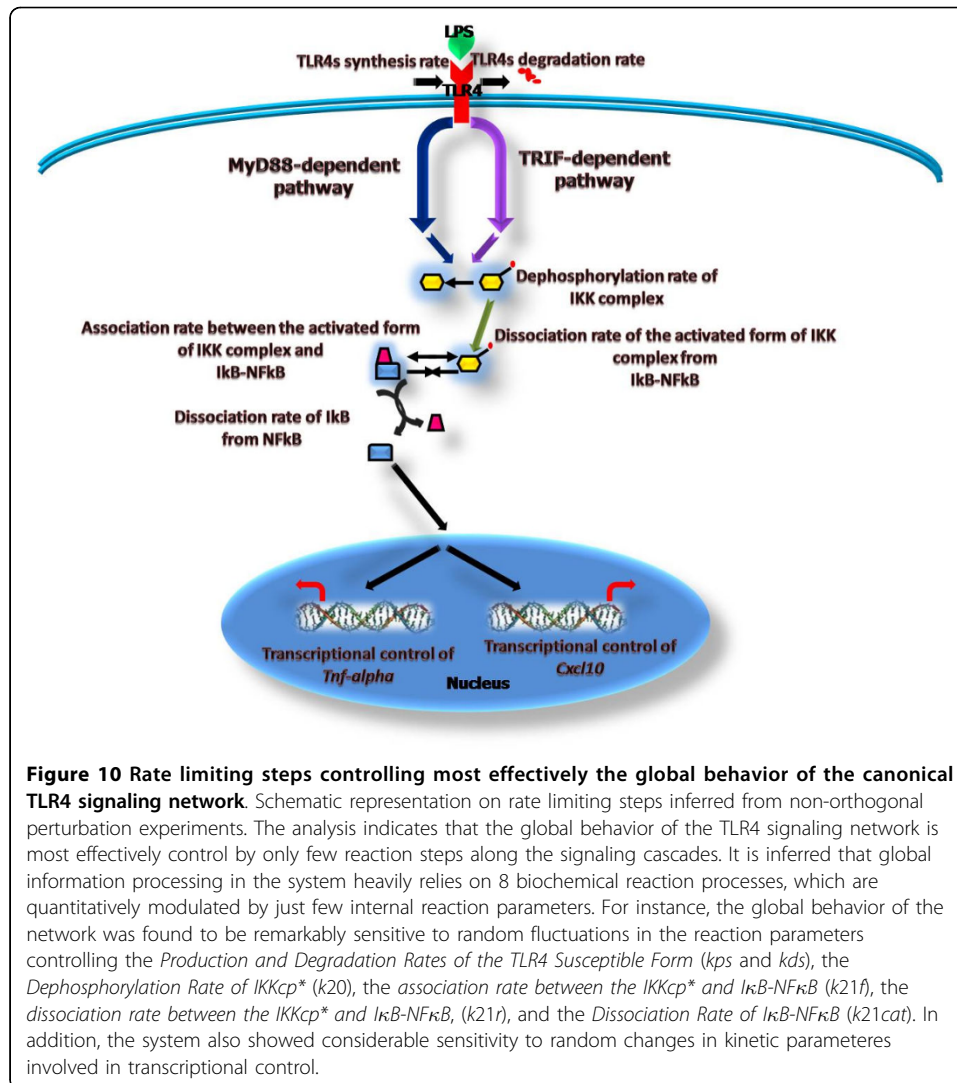 LPS
TLR4s synthesis rate
TLR4s degradation rate
TLR4
MyD88-dependent
pathway
TRIF-dependent
pathway
Dephosphorylation rate of
IKK complex
Association rate between the activated form
of IKK complex and
IkB-NFkB
Dissociation rate of the activated form of IKK
complex from
IkB-NFkB
Dissociation rate of IkB
from NFkB
Transcriptional control of
Tnf-alpha
Transcriptional control of
Cxcl10
Nucleus
Figure 10 Rate limiting steps controlling most effectively the global behavior of the canonical
TLR4 signaling network. Schematic representation on rate limiting steps inferred from non-orthogonal
perturbation experiments. The analysis indicates that the global behavior of the TLR4 signaling network is
most effectively control by only few reaction steps along the signaling cascades. It is inferred that global
information processing in the system heavily relies on 8 biochemical reaction processes, which are
quantitatively modulated by just few internal reaction parameters. For instance, the global behavior of the
network was found to be remarkably sensitive to random fluctuations in the reaction parameters
controlling the Production and Degradation Rates of the TLR4 Susceptible Form (kps and kds), the
Dephosphorylation Rate of IKKcp* (k20), the association rate between the IKKcp* and IκB-NFκB (k21f), the
dissociation rate between the IKKcp* and IκB-NFκB, (k21r), and the Dissociation Rate of IκB-NFκB (k21cat). In
addition, the system also showed considerable sensitivity to random changes in kinetic parameteres
involved in transcriptional control.